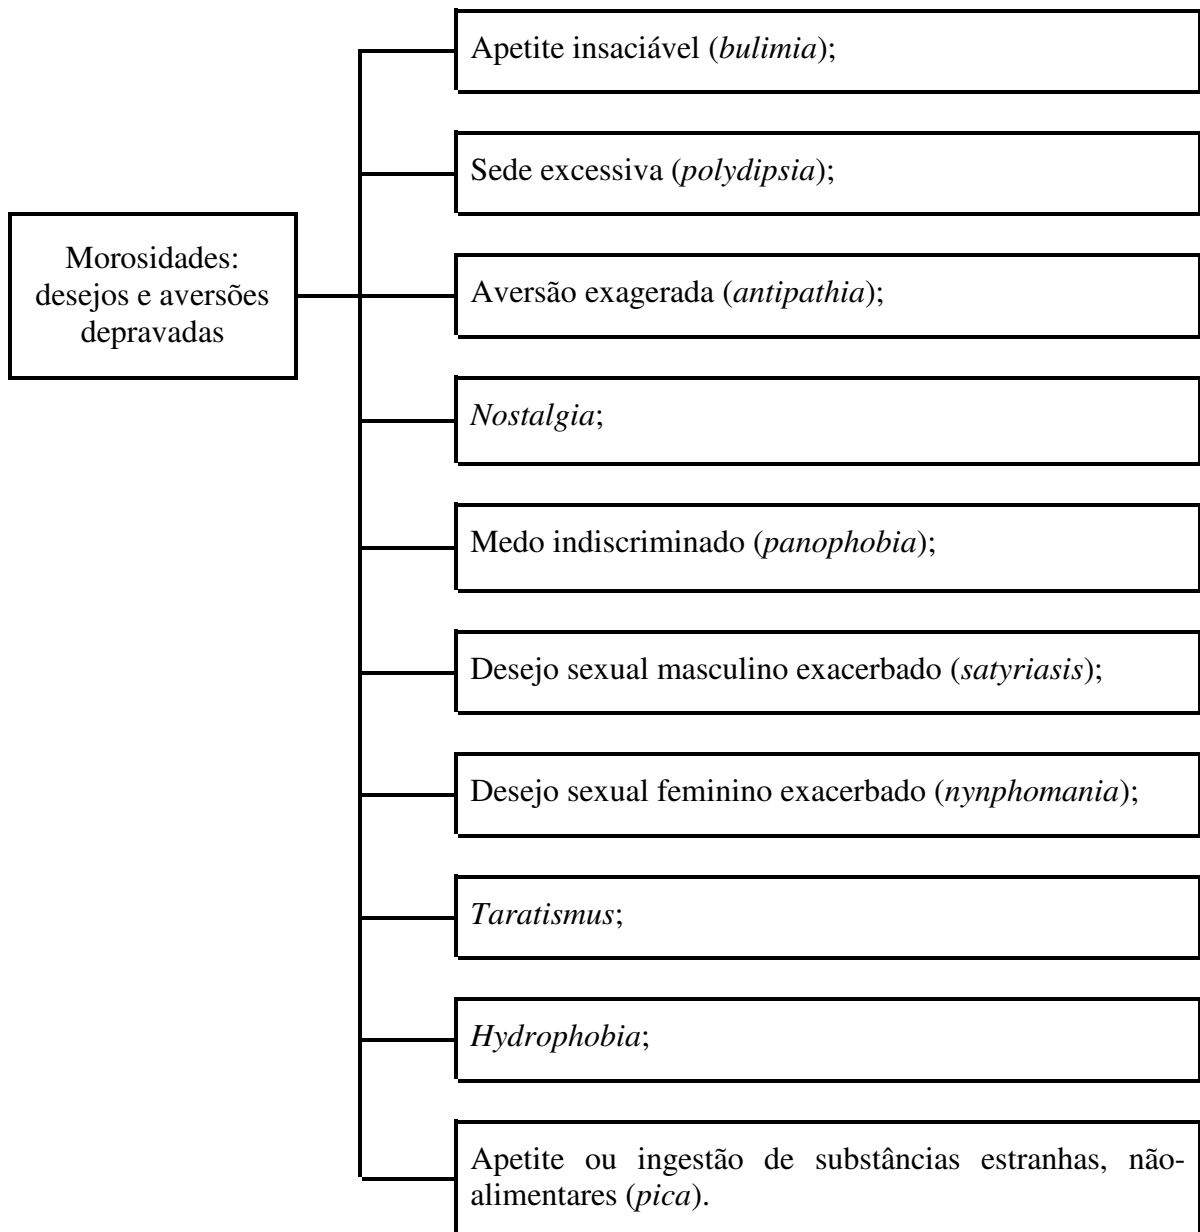 Apetite insaciável (bulimia);
Sede excessiva (polydipsia);
Morosidades:
desejos e aversões
depravadas
Aversão exagerada (antipathia);
Nostalgia;
Medo indiscriminado (panophobia);
Desejo sexual masculino exacerbado (satyriasis);
Desejo sexual feminino exacerbado (nynphomania);
Taratismus;
Hydrophobia;
Apetite ou ingestão de substâncias estranhas, não-
alimentares (pica).